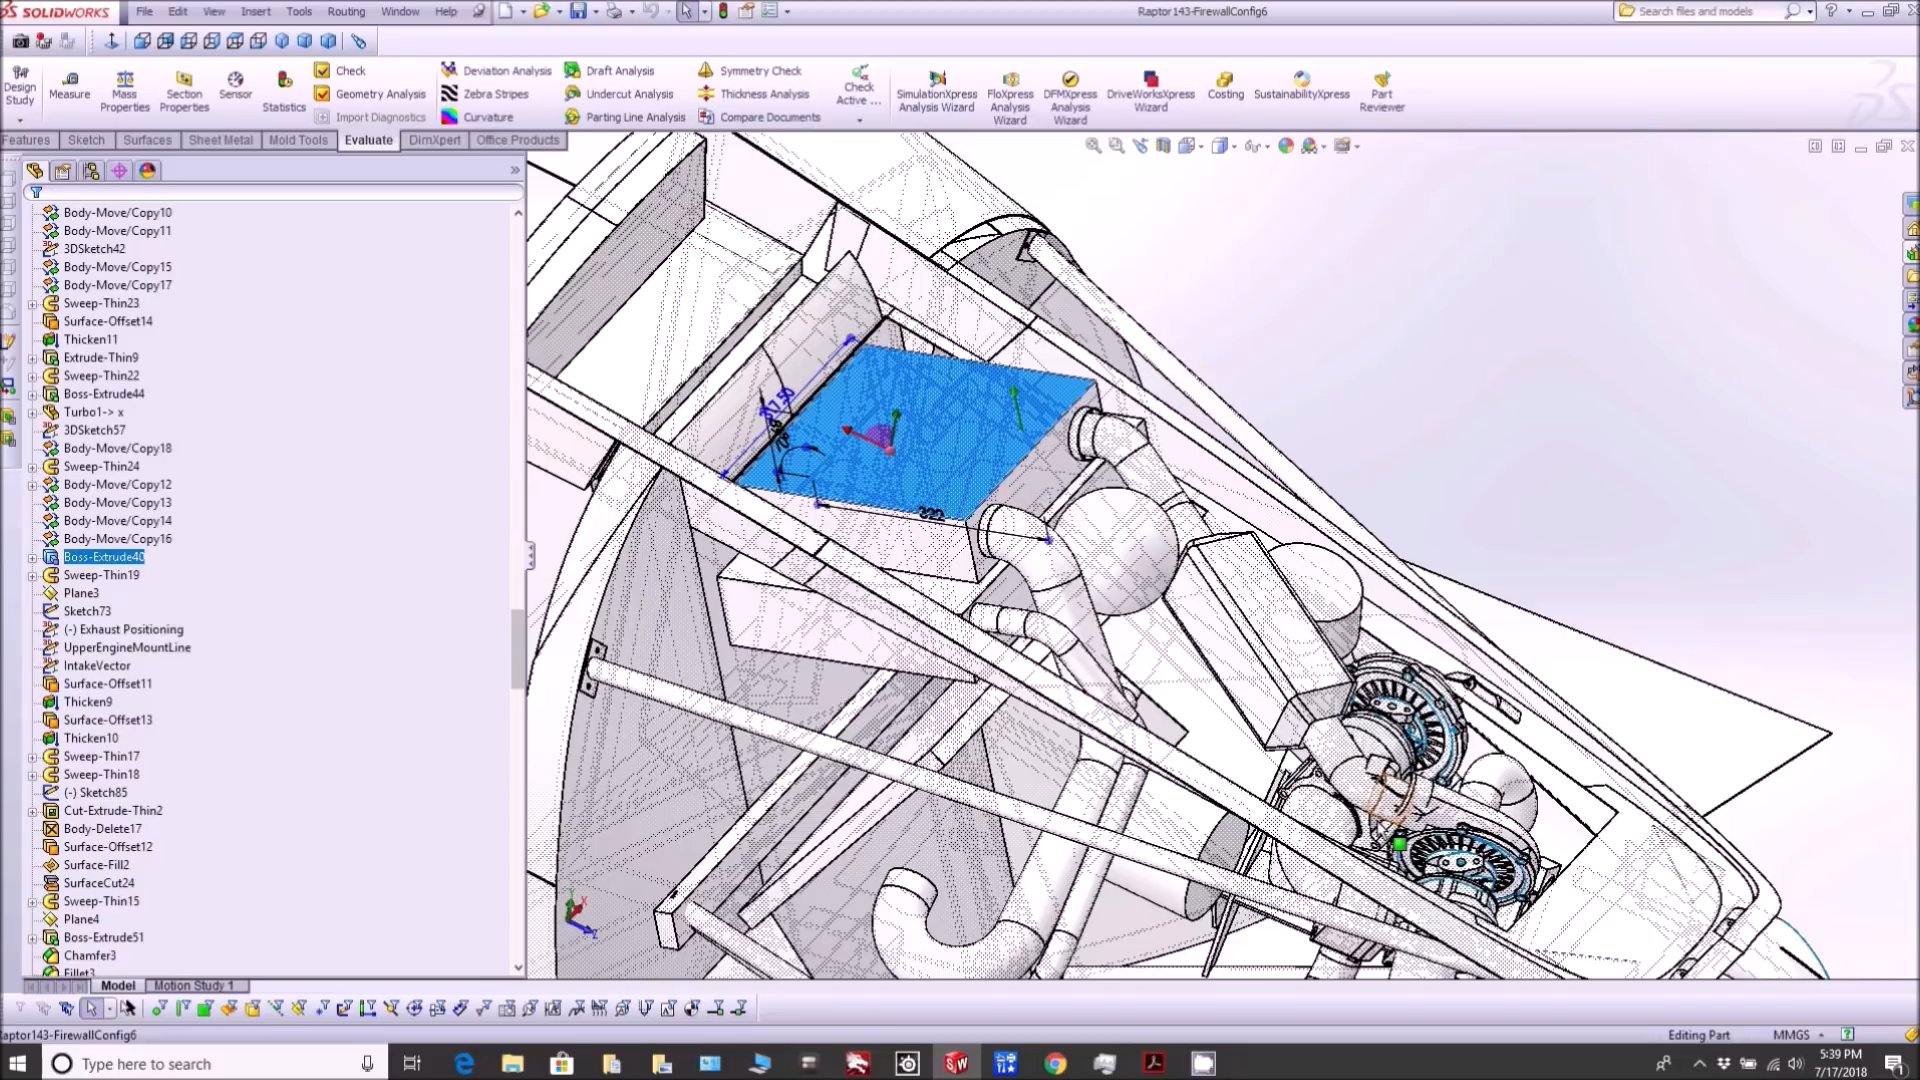 SOLIDWORKS File Edit View Insert Tools Routing Window Help Raptor143-FirewallConfig6 Search files and models
Design Study
Measure
Mass Properties
Section Properties
Sensor
Statistics
Check
Geometry Analysis
Import Diagnostics
Deviation Analysis
Zebra Stripes
Curvature
Draft Analysis
Undercut Analysis
Parting Line Analysis
Symmetry Check
Thickness Analysis
Compare Documents
Check Active ...
SimulationXpress Analysis Wizard
FloXpress Analysis Wizard
DFMXpress Analysis Wizard
DriveWorksXpress Wizard
Costing
SustainabilityXpress
Part Reviewer
Features Sketch Surfaces Sheet Metal Mold Tools Evaluate DimXpert Office Products
Body-Move/Copy10
Body-Move/Copy11
3DSketch42
Body-Move/Copy15
Body-Move/Copy17
Sweep-Thin23
Surface-Offset14
Thicken11
Extrude-Thin9
Sweep-Thin22
Boss-Extrude44
Turbo1-> x
3DSketch57
Body-Move/Copy18
Sweep-Thin24
Body-Move/Copy12
Body-Move/Copy13
Body-Move/Copy14
Body-Move/Copy16
Boss-Extrude40
Sweep-Thin19
Plane3
Sketch73
(-) Exhaust Positioning
UpperEngineMountLine
IntakeVector
Surface-Offset11
Thicken9
Surface-Offset13
Thicken10
Sweep-Thin17
Sweep-Thin18
(-) Sketch85
Cut-Extrude-Thin2
Body-Delete17
Surface-Offset12
Surface-Fill2
SurfaceCut24
Sweep-Thin15
Plane4
Boss-Extrude51
Chamfer3
Fillet3
317.50
322
Model Motion Study 1
aptor143-FirewallConfig6 Editing Part MMGS
Type here to search
5:39 PM
7/17/2018